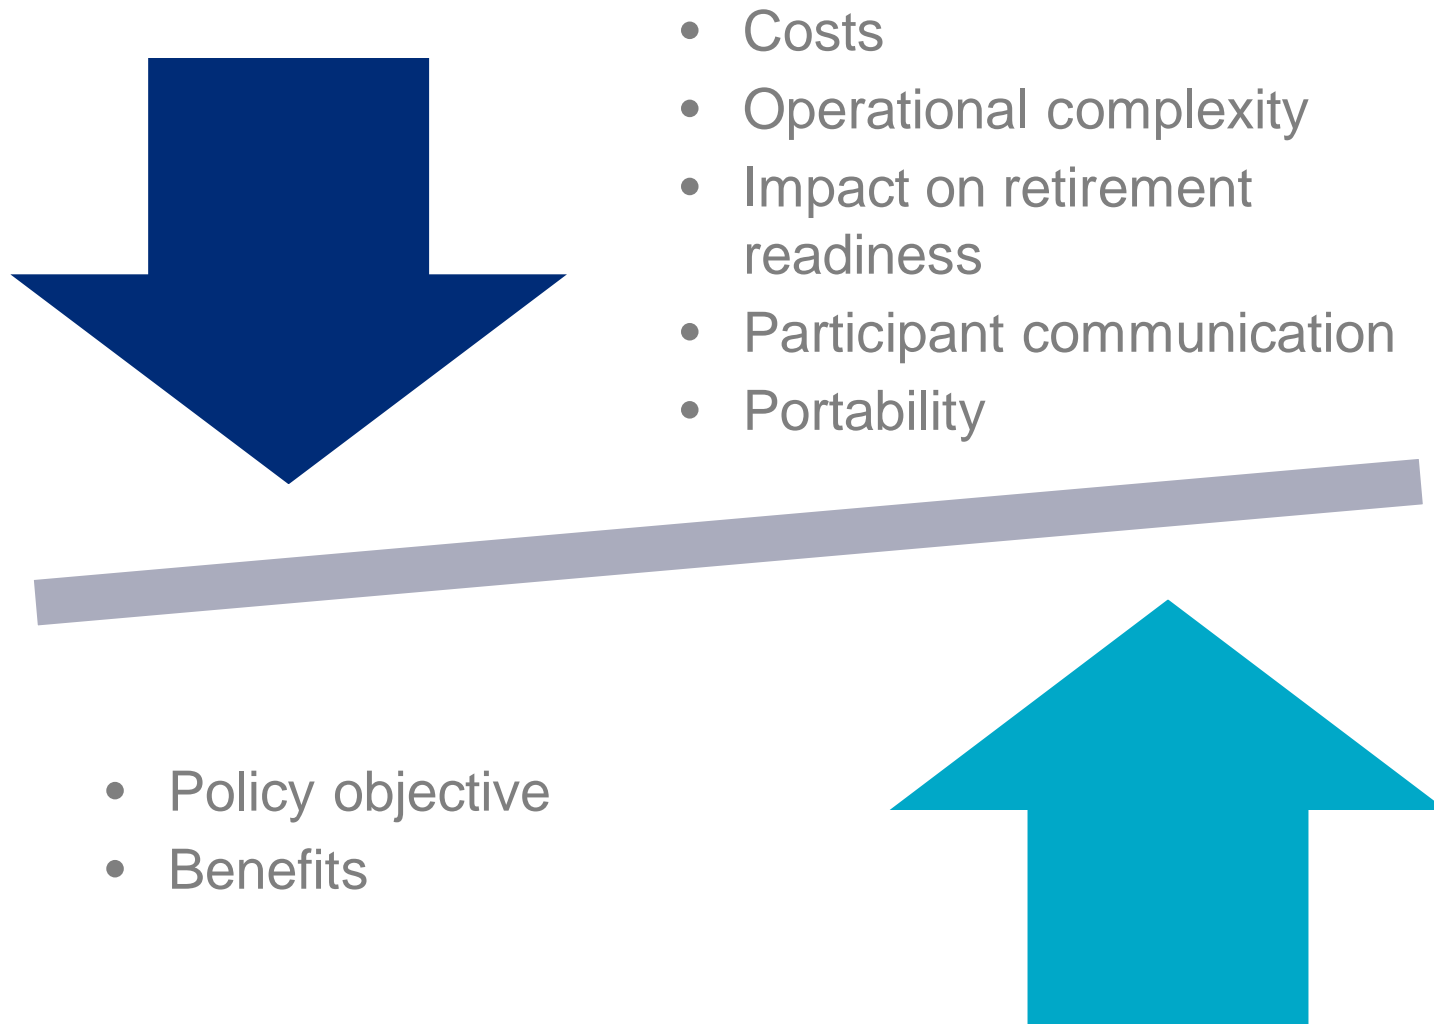 • Costs
• Operational complexity
• Impact on retirement
readiness
• Participant communication
• Portability
• Policy objective
• Benefits